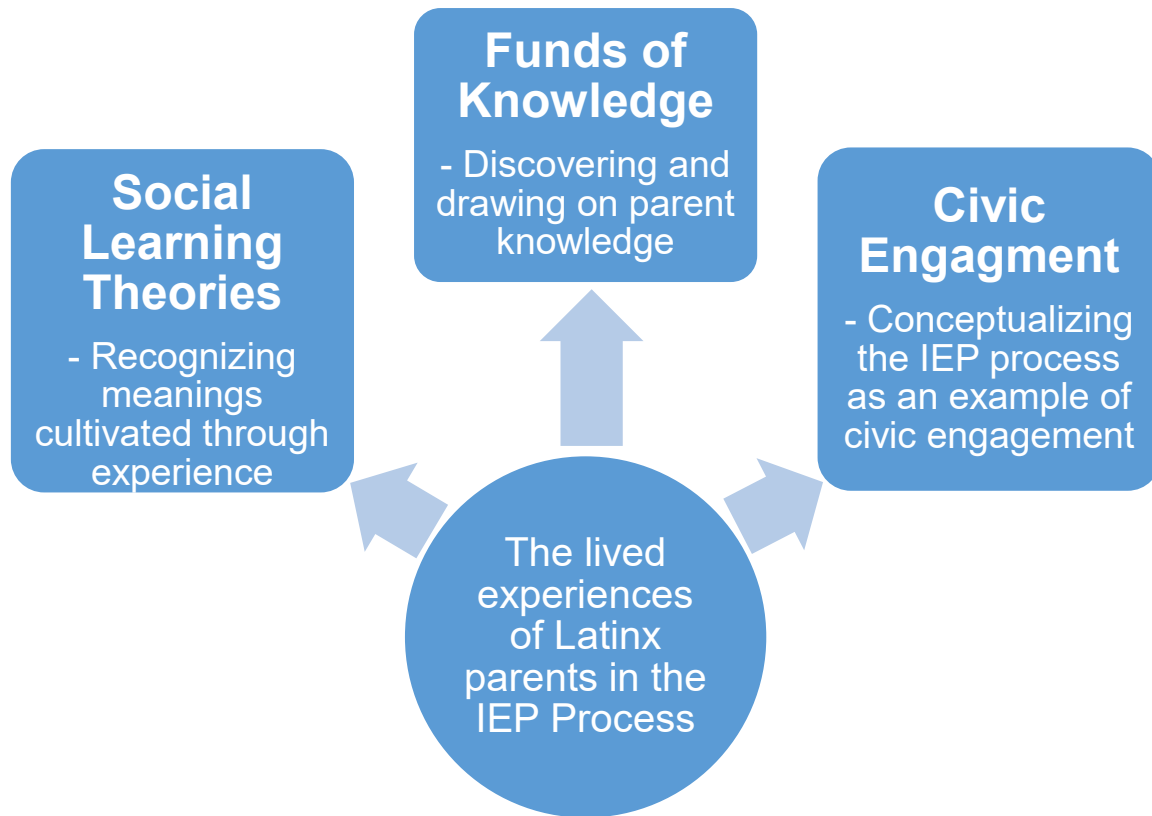 Funds of
Knowledge
- Discovering and
drawing on parent
knowledge
Social
Learning
Theories
- Recognizing
meanings
cultivated through
experience
Civic
Engagment
- Conceptualizing
the IEP process
as an example of
civic engagement
The lived
experiences
of Latinx
parents in the
IEP Process